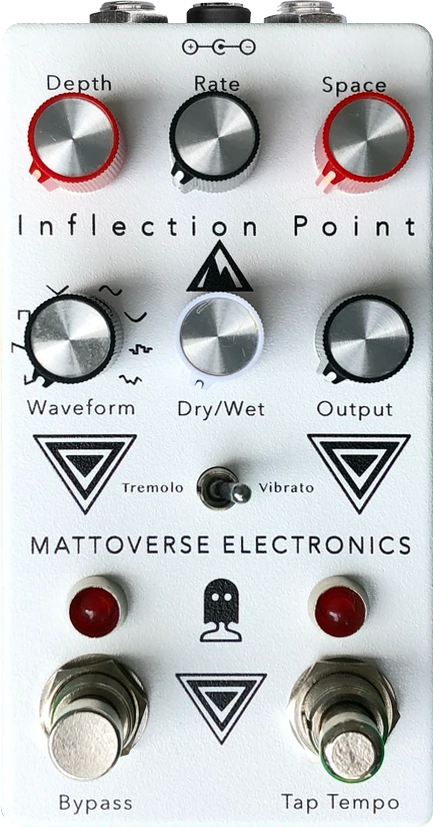 Depth Rate Space
Inflection Point
Waveform Dry/Wet Output
Tremolo Vibrato
MATTOVERSE ELECTRONICS
Bypass Tap Tempo